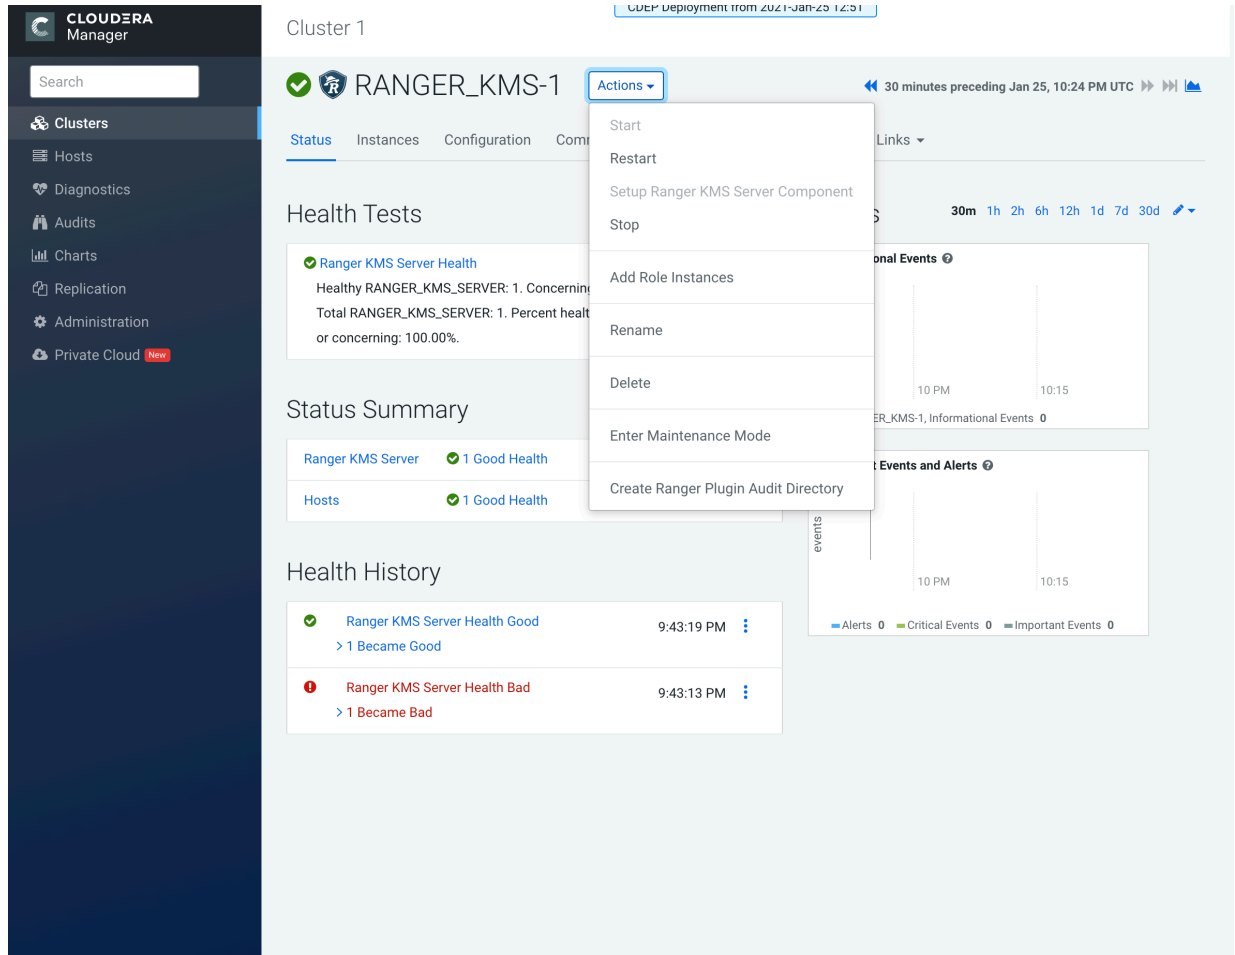 CLOUDERA
Manager
Search
Clusters
Hosts
Diagnostics
Audits
Charts
Replication
Administration
Private Cloud New
Cluster 1
CDEP Deployment from 2021-Jan-25 12:51
RANGER_KMS-1
Actions
30 minutes preceding Jan 25, 10:24 PM UTC
Status Instances Configuration Comm
Links
Start
Restart
Setup Ranger KMS Server Component
Stop
Add Role Instances
Rename
Delete
Enter Maintenance Mode
Create Ranger Plugin Audit Directory
Health Tests
Ranger KMS Server Health
Healthy RANGER_KMS_SERVER: 1. Concerning
Total RANGER_KMS_SERVER: 1. Percent healt
or concerning: 100.00%.
Status Summary
Ranger KMS Server 1 Good Health
Hosts 1 Good Health
Health History
Ranger KMS Server Health Good 9:43:19 PM
1 Became Good
Ranger KMS Server Health Bad 9:43:13 PM
1 Became Bad
s 30m 1h 2h 6h 12h 1d 7d 30d
onal Events
10 PM 10:15
ER_KMS-1, Informational Events 0
t Events and Alerts
events
10 PM 10:15
Alerts 0 Critical Events 0 Important Events 0